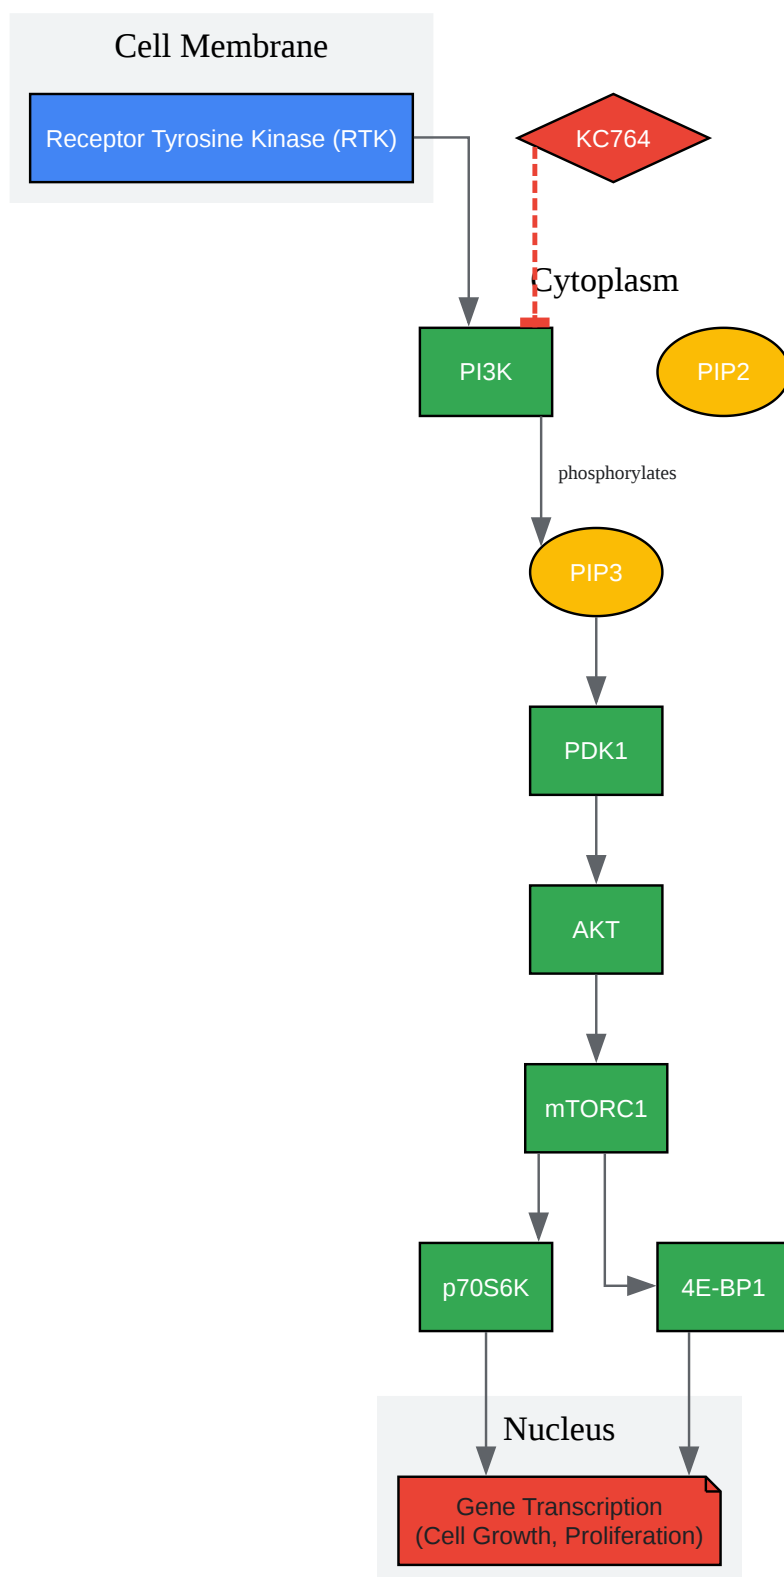 Cell Membrane
Receptor Tyrosine Kinase (RTK)
KC764
Cytoplasm
PI3K
PIP2
phosphorylates
PIP3
PDK1
AKT
mTORC1
p70S6K
4E-BP1
Nucleus
Gene Transcription
(Cell Growth, Proliferation)